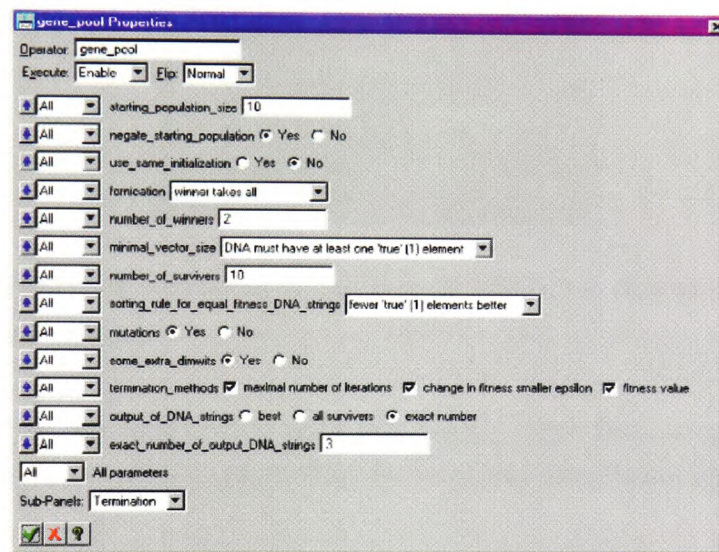 gene_pool Properties
Operator: gene_pool
Execute: Enable Flip: Normal
All starting_population_size 10
All negate_starting_population Yes No
All use_same_initialization Yes No
All fornication winner takes all
All number_of_winners 2
All minimal_vector_size DNA must have at least one 'true' (1) element
All number_of_survivers 10
All sorting_rule_for_equal_fitness_DNA_strings fewer 'true' (1) elements better
All mutations Yes No
All some_extra_dimwits Yes No
All termination_methods maximal number of iterations change in fitness smaller epsilon fitness value
All output_of_DNA_strings best all survivers exact number
All exact_number_of_output_DNA_strings 3
All All parameters
Sub-Panels: Termination